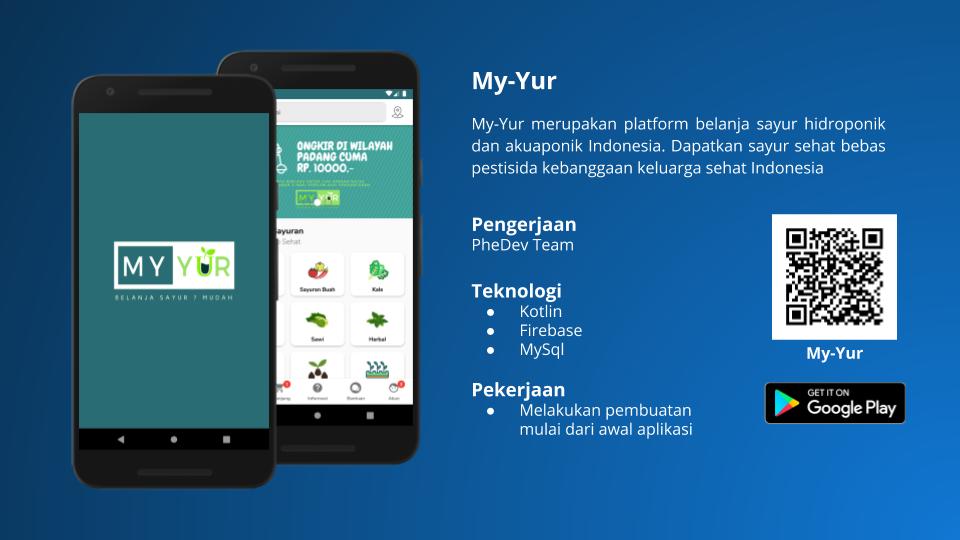 MY YUR
BELANJA SAYUR ? MUDAH
ONGKIR DI WILAYAH
PADANG CUMA
RP. 10000,-
MY YUR
ayuran
Sehat
Sayuran Buah
Kale
Sawi
Herbal
Informasi
Bantuan
Akun
My-Yur
My-Yur merupakan platform belanja sayur hidroponik
dan akuaponik Indonesia. Dapatkan sayur sehat bebas
pestisida kebanggaan keluarga sehat Indonesia
Pengerjaan
PheDev Team
Teknologi
● Kotlin
● Firebase
● MySql
Pekerjaan
● Melakukan pembuatan
mulai dari awal aplikasi
My-Yur
GET IT ON
Google Play